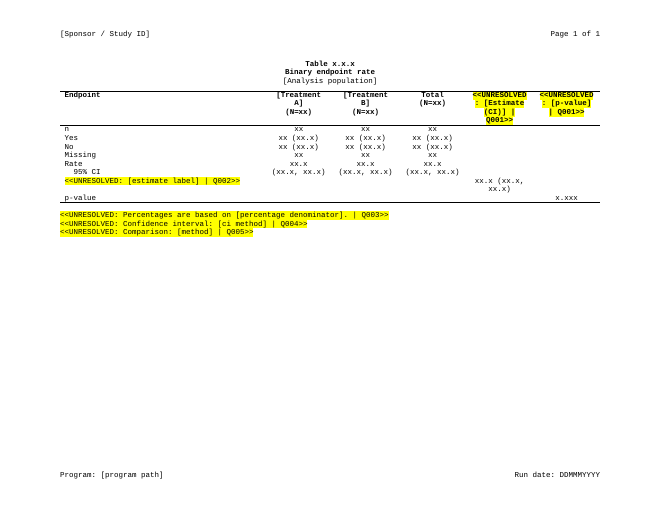 [Sponsor / Study ID] Page 1 of 1
Table x.x.x
Binary endpoint rate
[Analysis population]
Endpoint [Treatment A] (N=xx) [Treatment B] (N=xx) Total (N=xx) <<UNRESOLVED : [Estimate (CI)] | Q001>> <<UNRESOLVED : [p-value] | Q001>>
n xx xx xx
Yes xx (xx.x) xx (xx.x) xx (xx.x)
No xx (xx.x) xx (xx.x) xx (xx.x)
Missing xx xx xx
Rate xx.x xx.x xx.x
95% CI (xx.x, xx.x) (xx.x, xx.x) (xx.x, xx.x)
<<UNRESOLVED: [estimate label] | Q002>> xx.x (xx.x, xx.x)
p-value x.xxx
<<UNRESOLVED: Percentages are based on [percentage denominator]. | Q003>>
<<UNRESOLVED: Confidence interval: [ci method] | Q004>>
<<UNRESOLVED: Comparison: [method] | Q005>>
Program: [program path] Run date: DDMMMYYYY